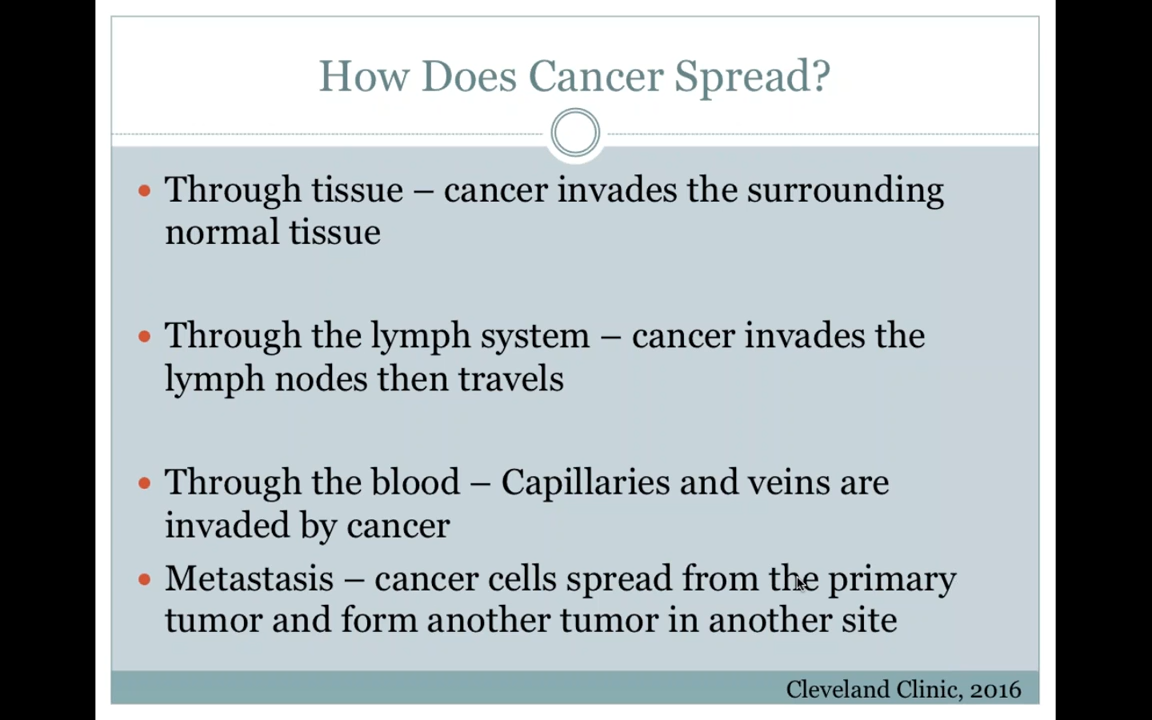 How Does Cancer Spread?
• Through tissue – cancer invades the surrounding
normal tissue
• Through the lymph system – cancer invades the
lymph nodes then travels
• Through the blood – Capillaries and veins are
invaded by cancer
• Metastasis – cancer cells spread from the primary
tumor and form another tumor in another site
Cleveland Clinic, 2016